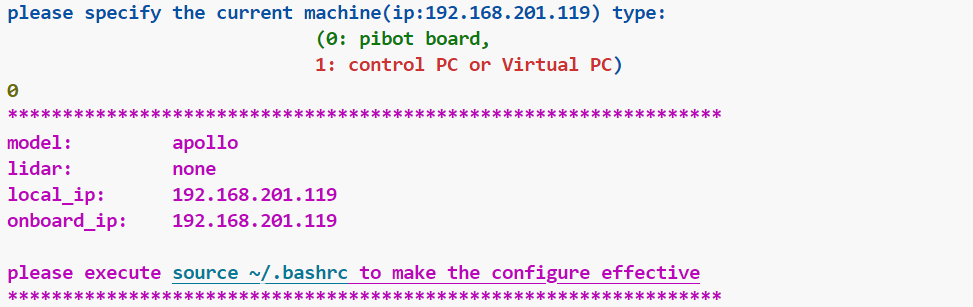 please specify the current machine(ip:192.168.201.119) type:
(0: pibot board,
1: control PC or Virtual PC)
0
*****************************************************************
model: apollo
lidar: none
local_ip: 192.168.201.119
onboard_ip: 192.168.201.119
please execute source ~/.bashrc to make the configure effective
*****************************************************************